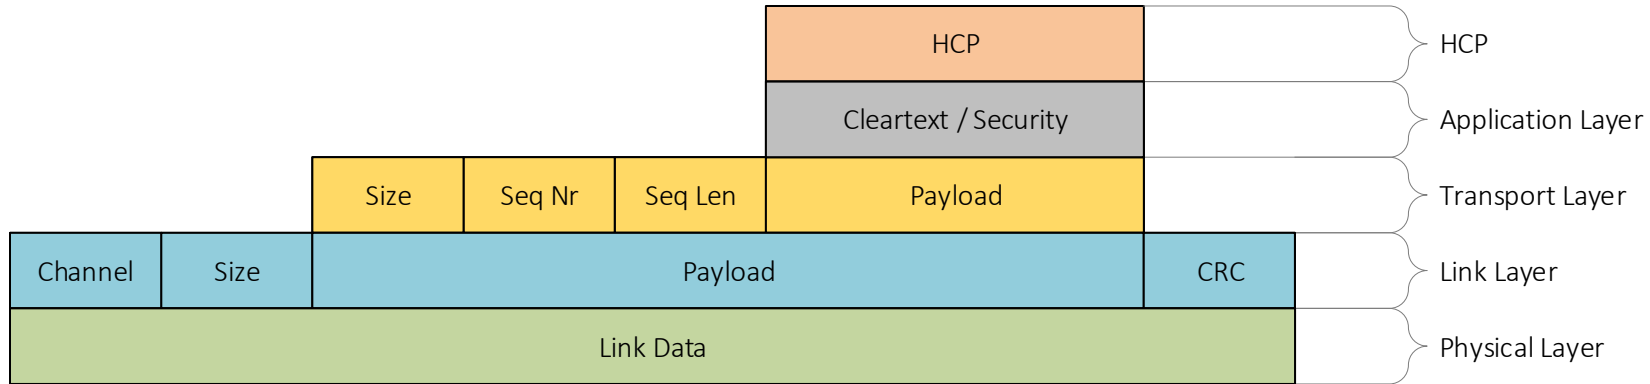 HCP HCP
Cleartext / Security Application Layer
Size Seq Nr Seq Len Payload Transport Layer
Channel Size Payload CRC Link Layer
Link Data Physical Layer